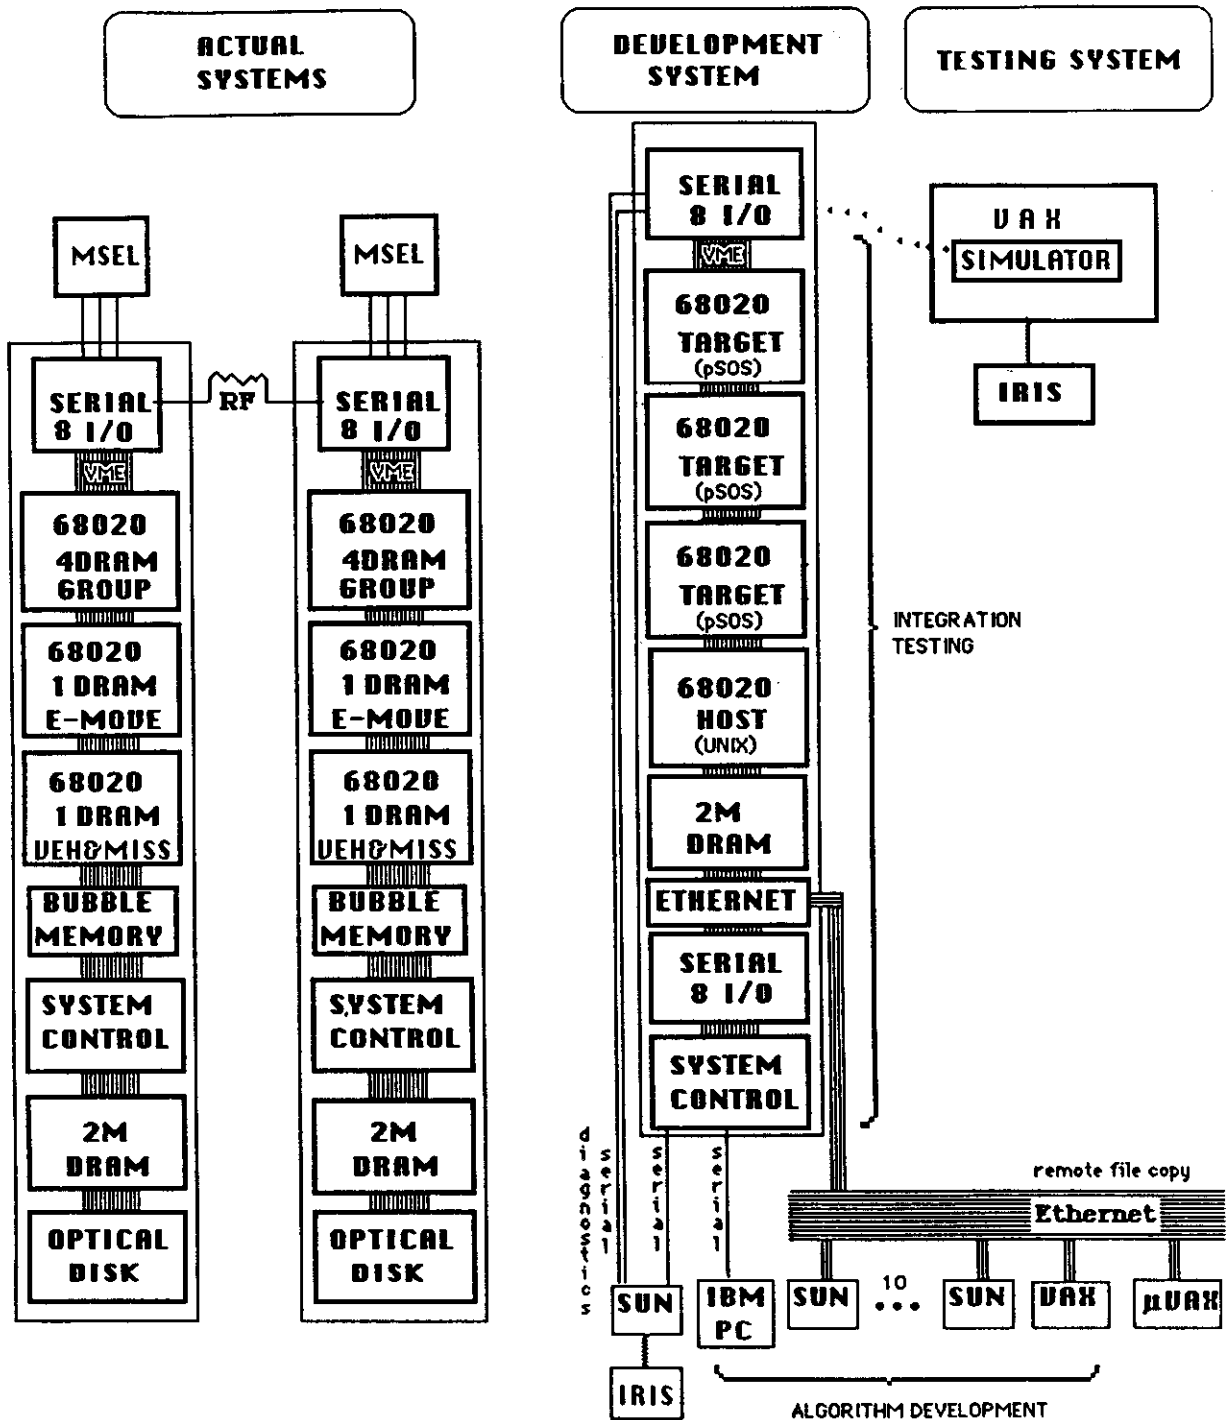 ACTUAL
SYSTEMS
DEVELOPMENT
SYSTEM
TESTING SYSTEM
MSEL
SERIAL
8 I/O
VME
68020
4DRAM
GROUP
68020
1 DRAM
E-MOVE
68020
1 DRAM
VEH&MISS
BUBBLE
MEMORY
SYSTEM
CONTROL
2M
DRAM
OPTICAL
DISK
RF
MSEL
SERIAL
8 I/O
VME
68020
4DRAM
GROUP
68020
1 DRAM
E-MOVE
68020
1 DRAM
VEH&MISS
BUBBLE
MEMORY
SYSTEM
CONTROL
2M
DRAM
OPTICAL
DISK
SERIAL
8 I/O
VME
68020
TARGET
(pSOS)
68020
TARGET
(pSOS)
68020
TARGET
(pSOS)
68020
HOST
(UNIX)
2M
DRAM
ETHERNET
SERIAL
8 I/O
SYSTEM
CONTROL
VAX
SIMULATOR
IRIS
INTEGRATION
TESTING
diagnostics
serial
serial
serial
remote file copy
Ethernet
SUN
IRIS
IBM
PC
SUN
10
•••
SUN
VAX
µVAX
ALGORITHM DEVELOPMENT